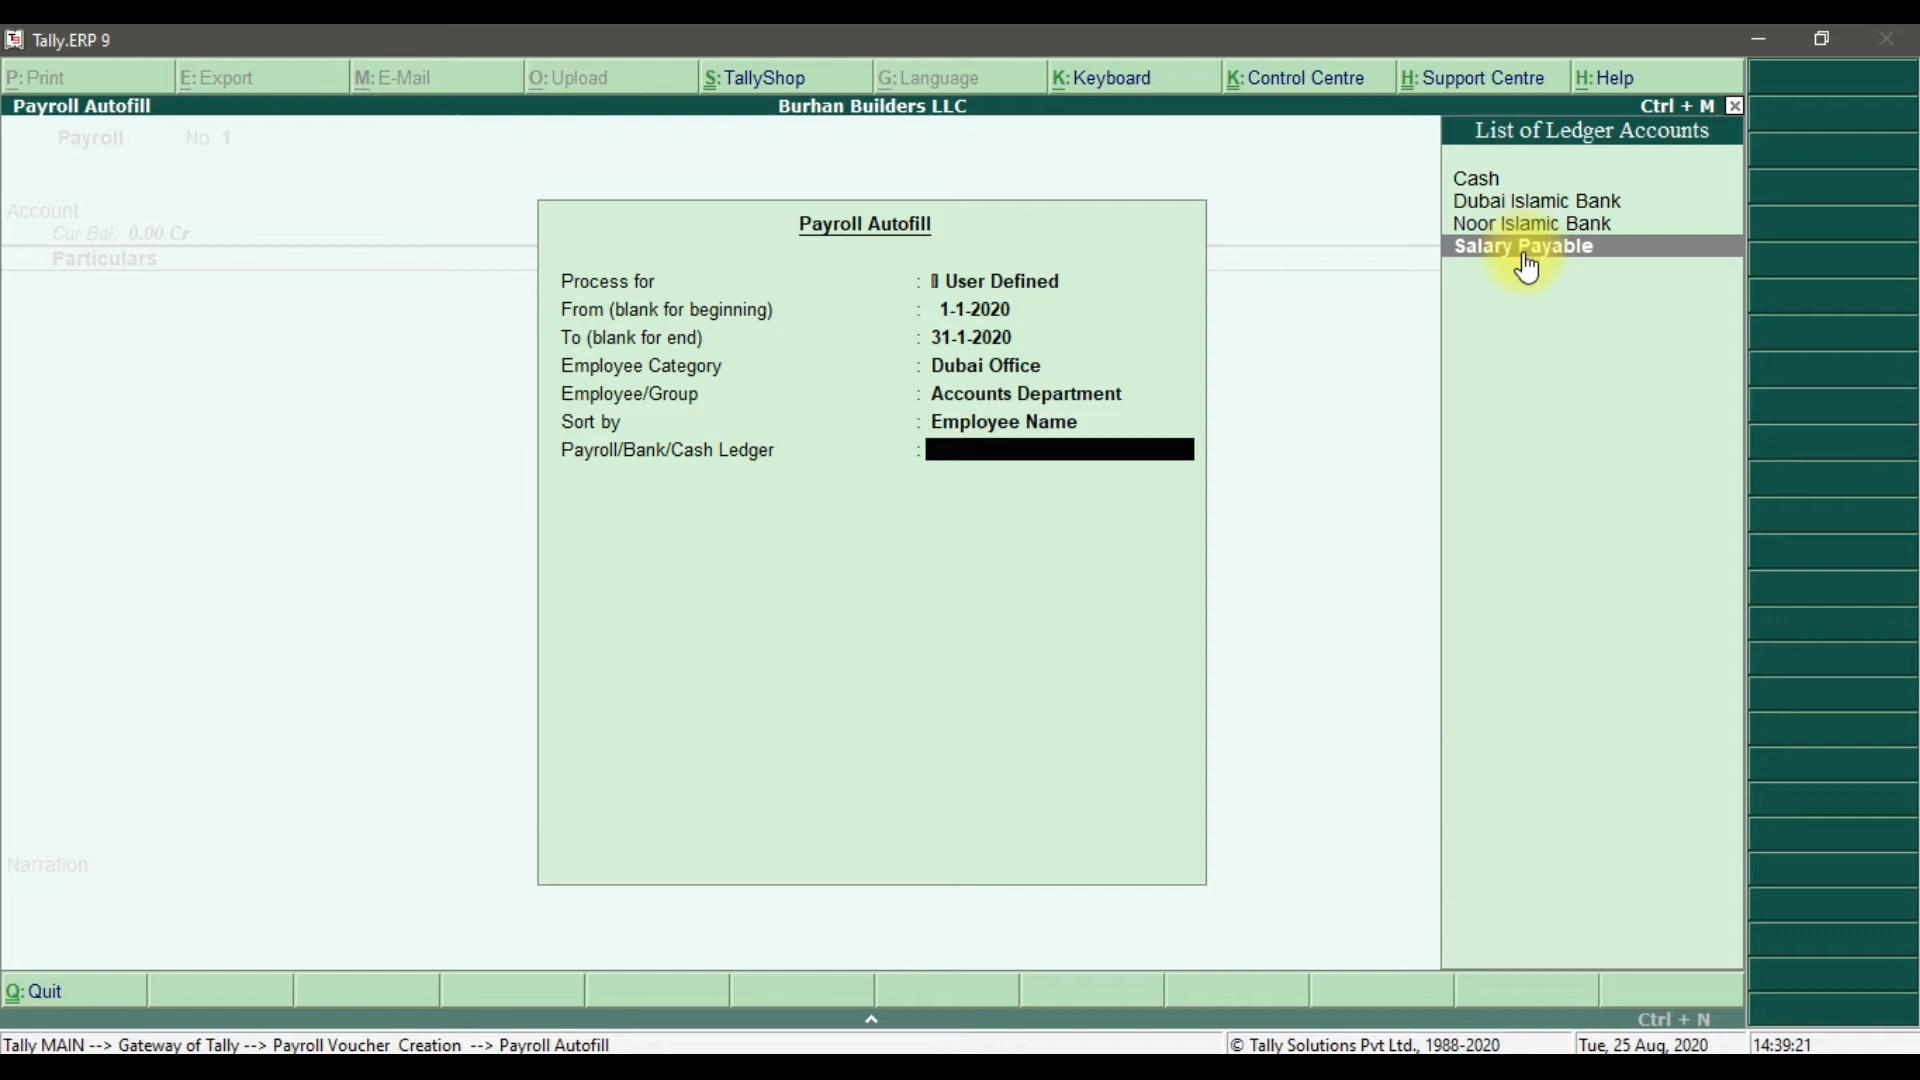 Tally.ERP 9
P: Print E: Export M: E-Mail O: Upload S: TallyShop G: Language K: Keyboard K: Control Centre H: Support Centre H: Help
Payroll Autofill Burhan Builders LLC Ctrl + M
Payroll No 1
Account
Cur Bal: 0.00 Cr
Particulars
Payroll Autofill
Process for : User Defined
From (blank for beginning) : 1-1-2020
To (blank for end) : 31-1-2020
Employee Category : Dubai Office
Employee/Group : Accounts Department
Sort by : Employee Name
Payroll/Bank/Cash Ledger :
List of Ledger Accounts
Cash
Dubai Islamic Bank
Noor Islamic Bank
Salary Payable
Narration:
Q: Quit
Ctrl + N
Tally MAIN --> Gateway of Tally --> Payroll Voucher Creation --> Payroll Autofill © Tally Solutions Pvt Ltd., 1988-2020 Tue, 25 Aug, 2020 14:39:21